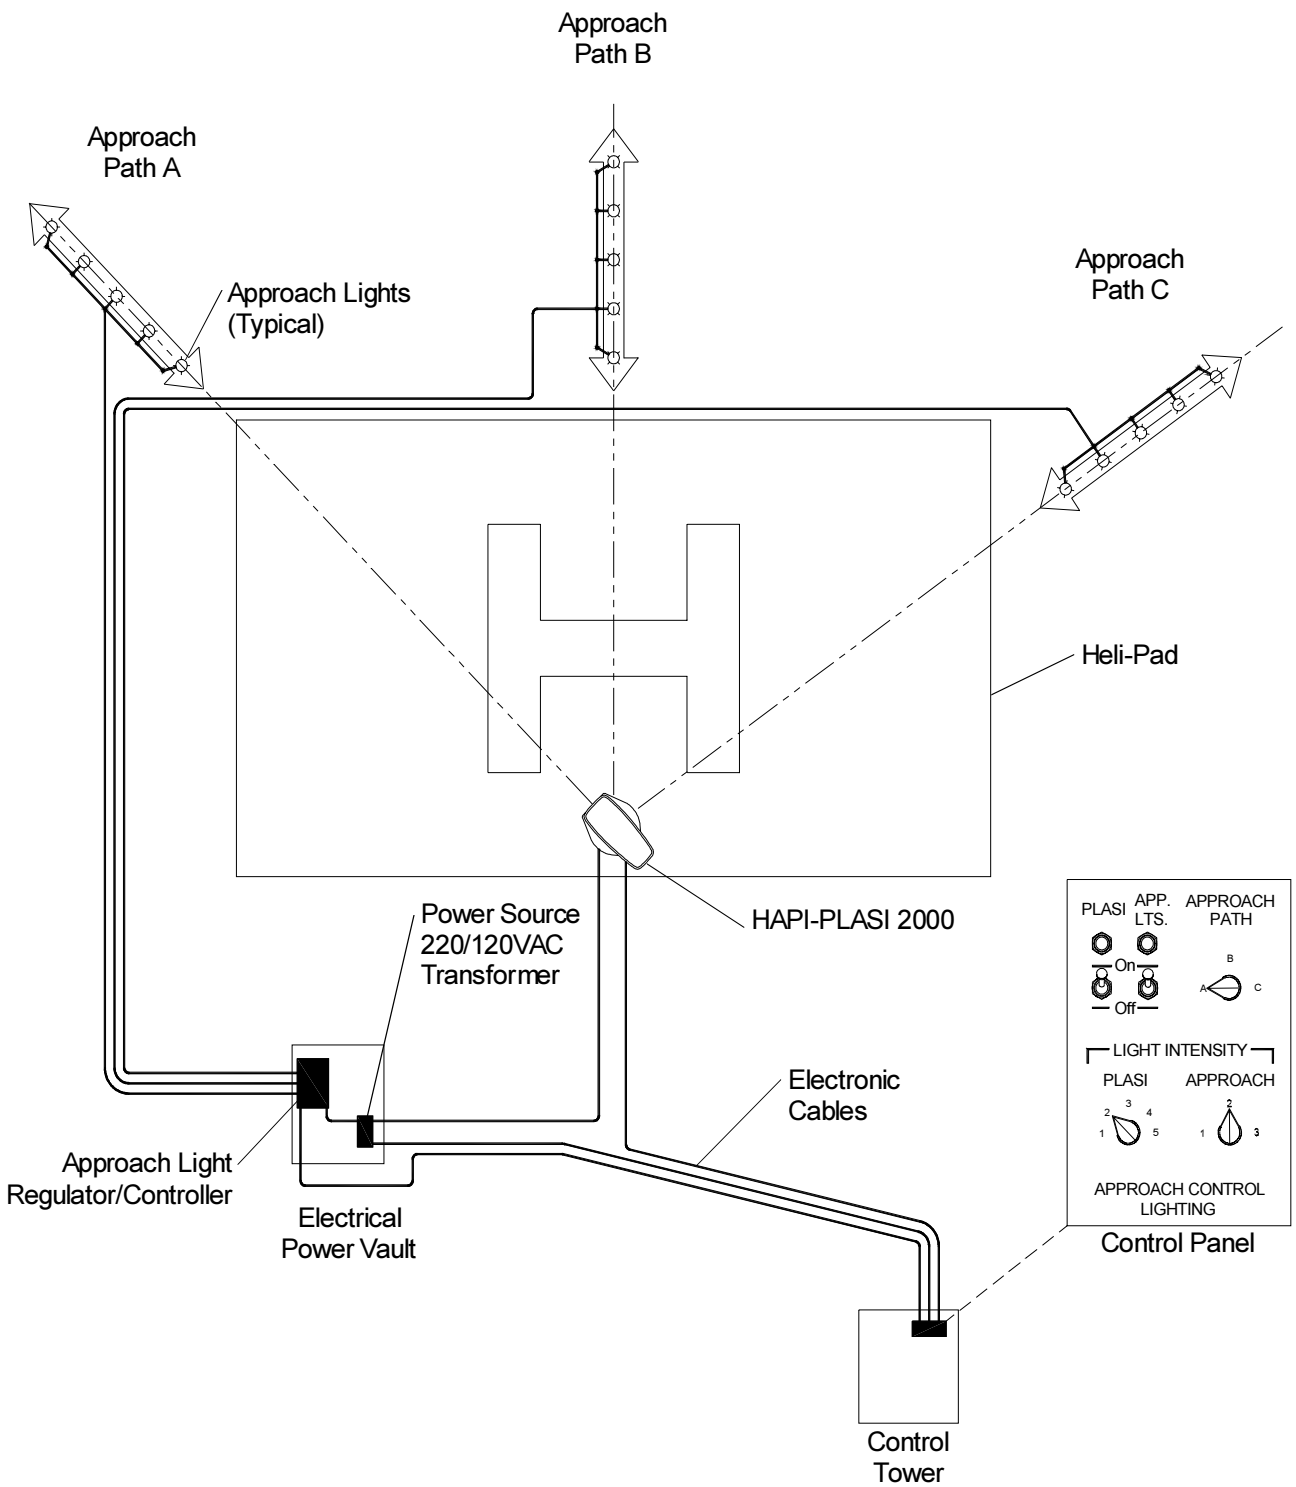 Approach
Path B
Approach
Path A
Approach
Path C
Approach Lights
(Typical)
H
Heli-Pad
HAPI-PLASI 2000
Power Source
220/120VAC
Transformer
Electronic
Cables
Approach Light
Regulator/Controller
Electrical
Power Vault
PLASI
APP.
LTS.
APPROACH
PATH
On
Off
A
B
C
LIGHT INTENSITY
PLASI
APPROACH
1
2
3
4
5
1
2
3
APPROACH CONTROL
LIGHTING
Control Panel
Control
Tower